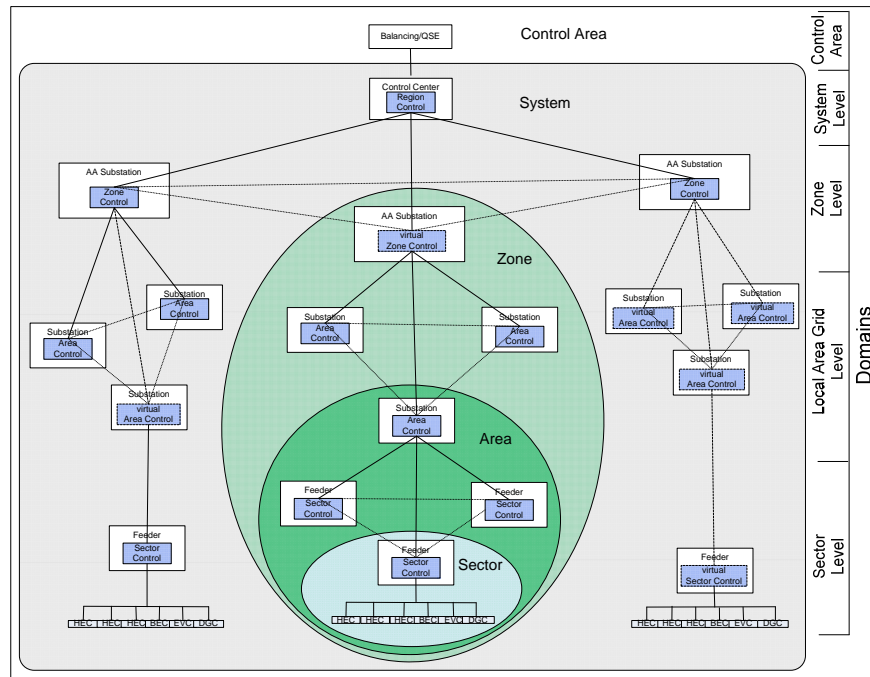 Balancing/QSE
Control Area
Control
Area
Control Center
Region
Control
System
System
Level
AA Substation
Zone
Control
AA Substation
Zone
Control
Zone
Level
AA Substation
virtual
Zone Control
Zone
Substation
Area
Control
Substation
Area
Control
Substation
virtual
Area Control
Substation
Area
Control
Substation
Area
Control
Substation
virtual
Area Control
Substation
virtual
Area Control
Substation
virtual
Area Control
Local Area Grid
Level
Domains
Substation
Area
Control
Area
Feeder
Sector
Control
Feeder
Sector
Control
Feeder
Sector
Control
Feeder
Sector
Control
Sector
Feeder
virtual
Sector Control
Sector
Level
HEC HEC HEC BEC EVC DGC
HEC HEC HEC BEC EVC DGC
HEC HEC HEC BEC EVC DGC